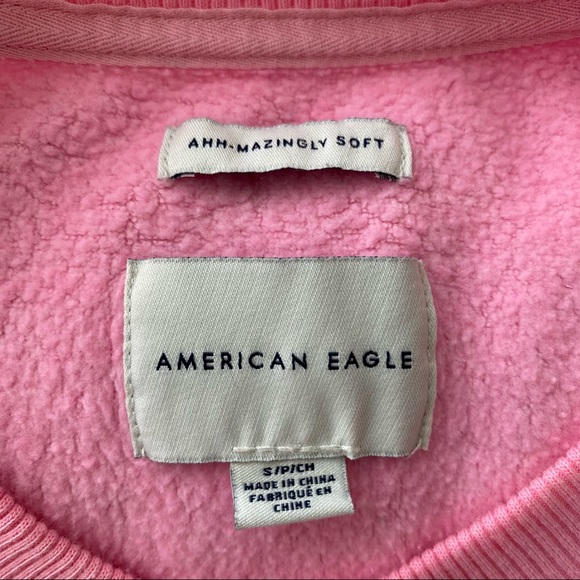 AHH-MAZINGLY SOFT
AMERICAN EAGLE
S/P/CH
MADE IN CHINA
FABRIQUÉ EN
CHINE